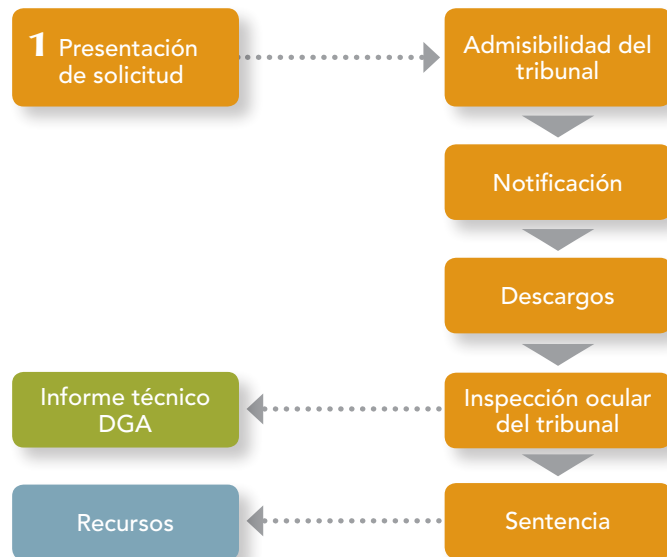 1 Presentación
de solicitud
Admisibilidad del
tribunal
Notificación
Descargos
Informe técnico
DGA
Inspección ocular
del tribunal
Recursos
Sentencia